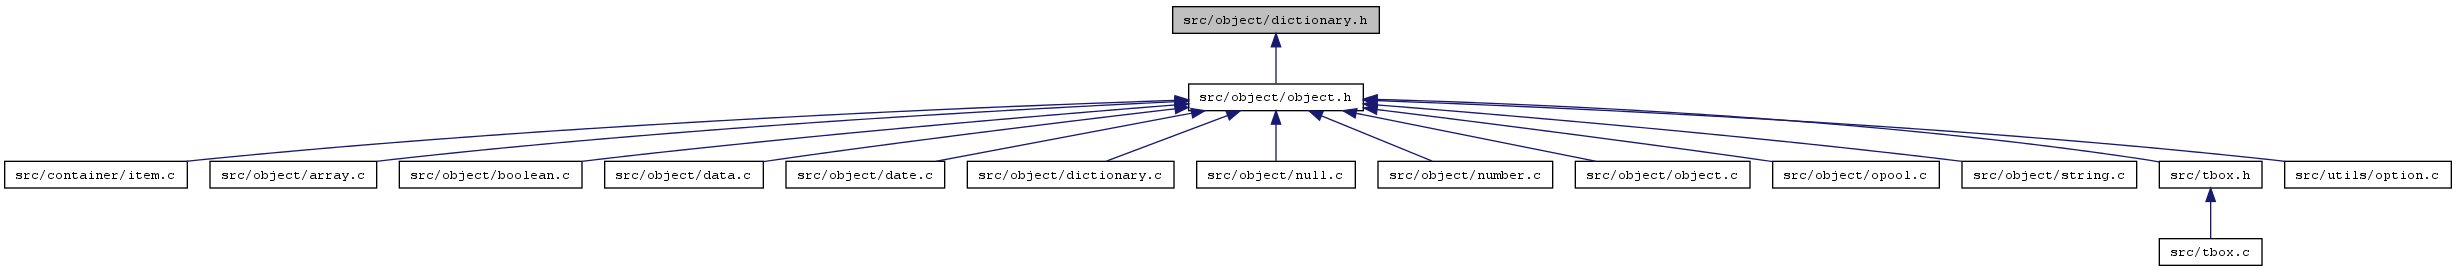 src/object/dictionary.h
src/object/object.h
src/container/item.c
src/object/array.c
src/object/boolean.c
src/object/data.c
src/object/date.c
src/object/dictionary.c
src/object/null.c
src/object/number.c
src/object/object.c
src/object/opool.c
src/object/string.c
src/tbox.h
src/utils/option.c
src/tbox.c